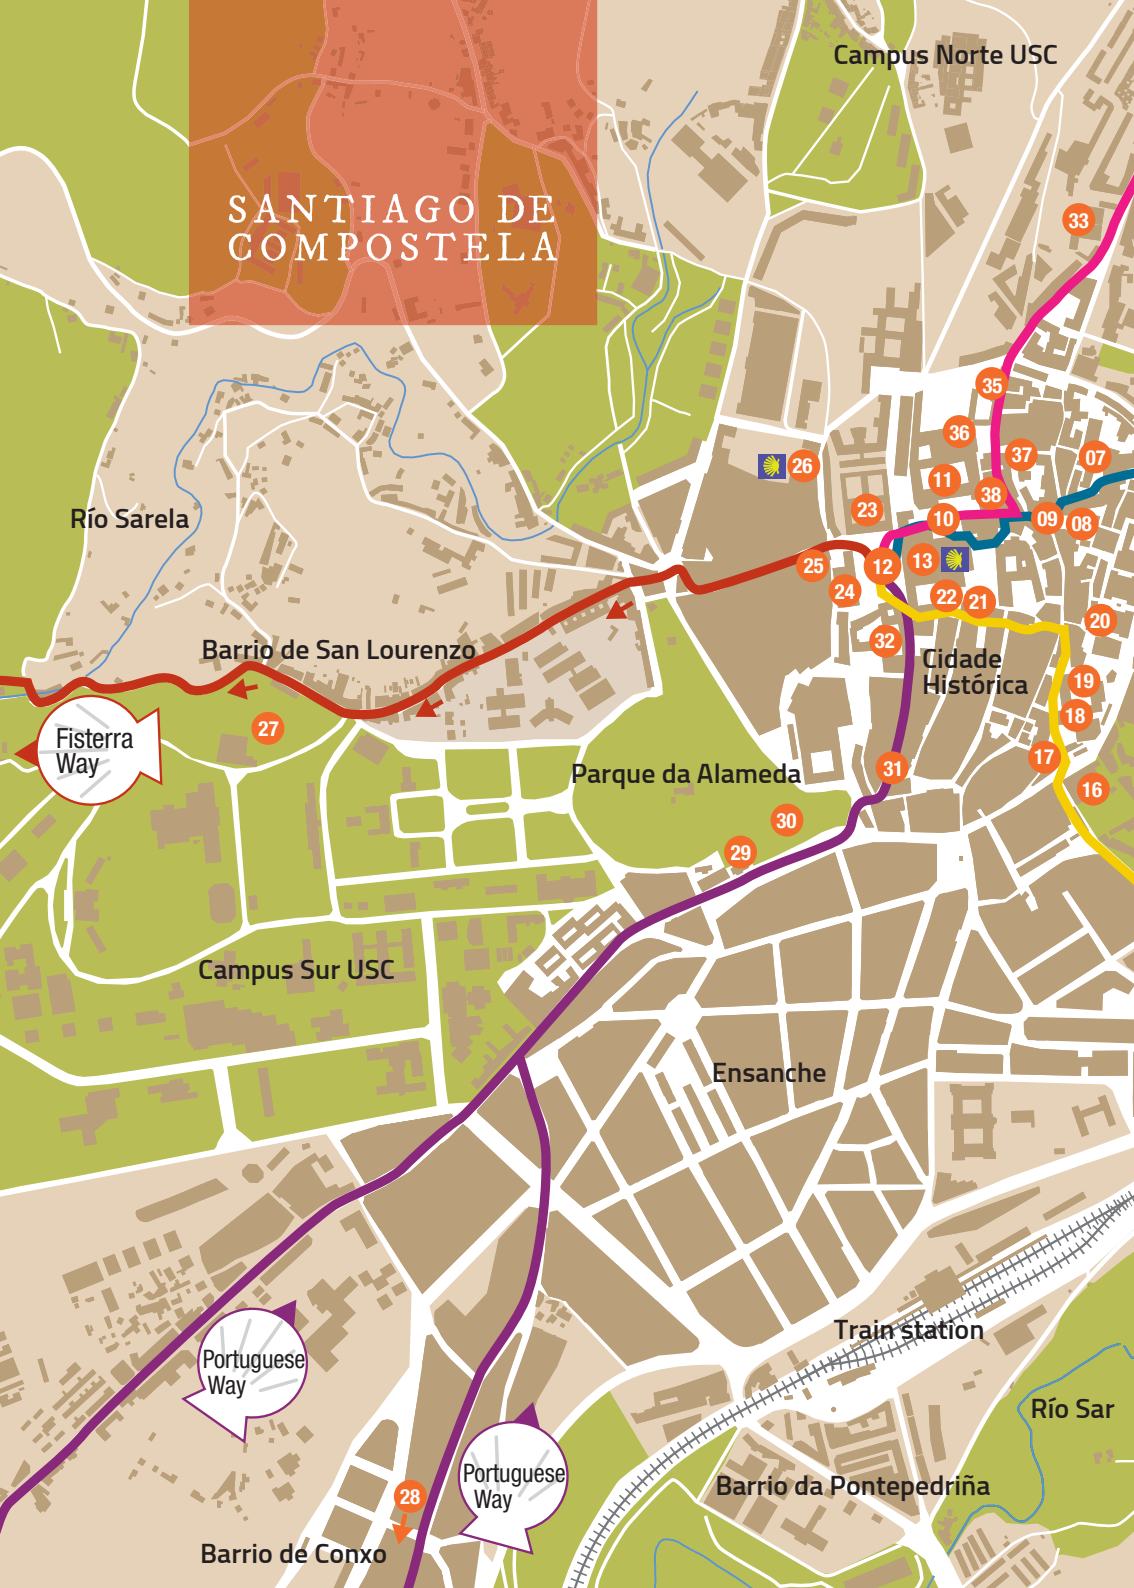 Campus Norte USC
SANTIAGO DE
COMPOSTELA
33
35
36
37
07
26
11
38
23
10
09
08
Río Sarela
25
12
13
24
22
21
20
Barrio de San Lourenzo
32
Cidade
Histórica
19
18
27
Fisterra
Way
17
31
16
Parque da Alameda
30
29
Campus Sur USC
Ensanche
Train station
Portuguese
Way
Río Sar
Portuguese
Way
Barrio da Pontepedriña
28
Barrio de Conxo